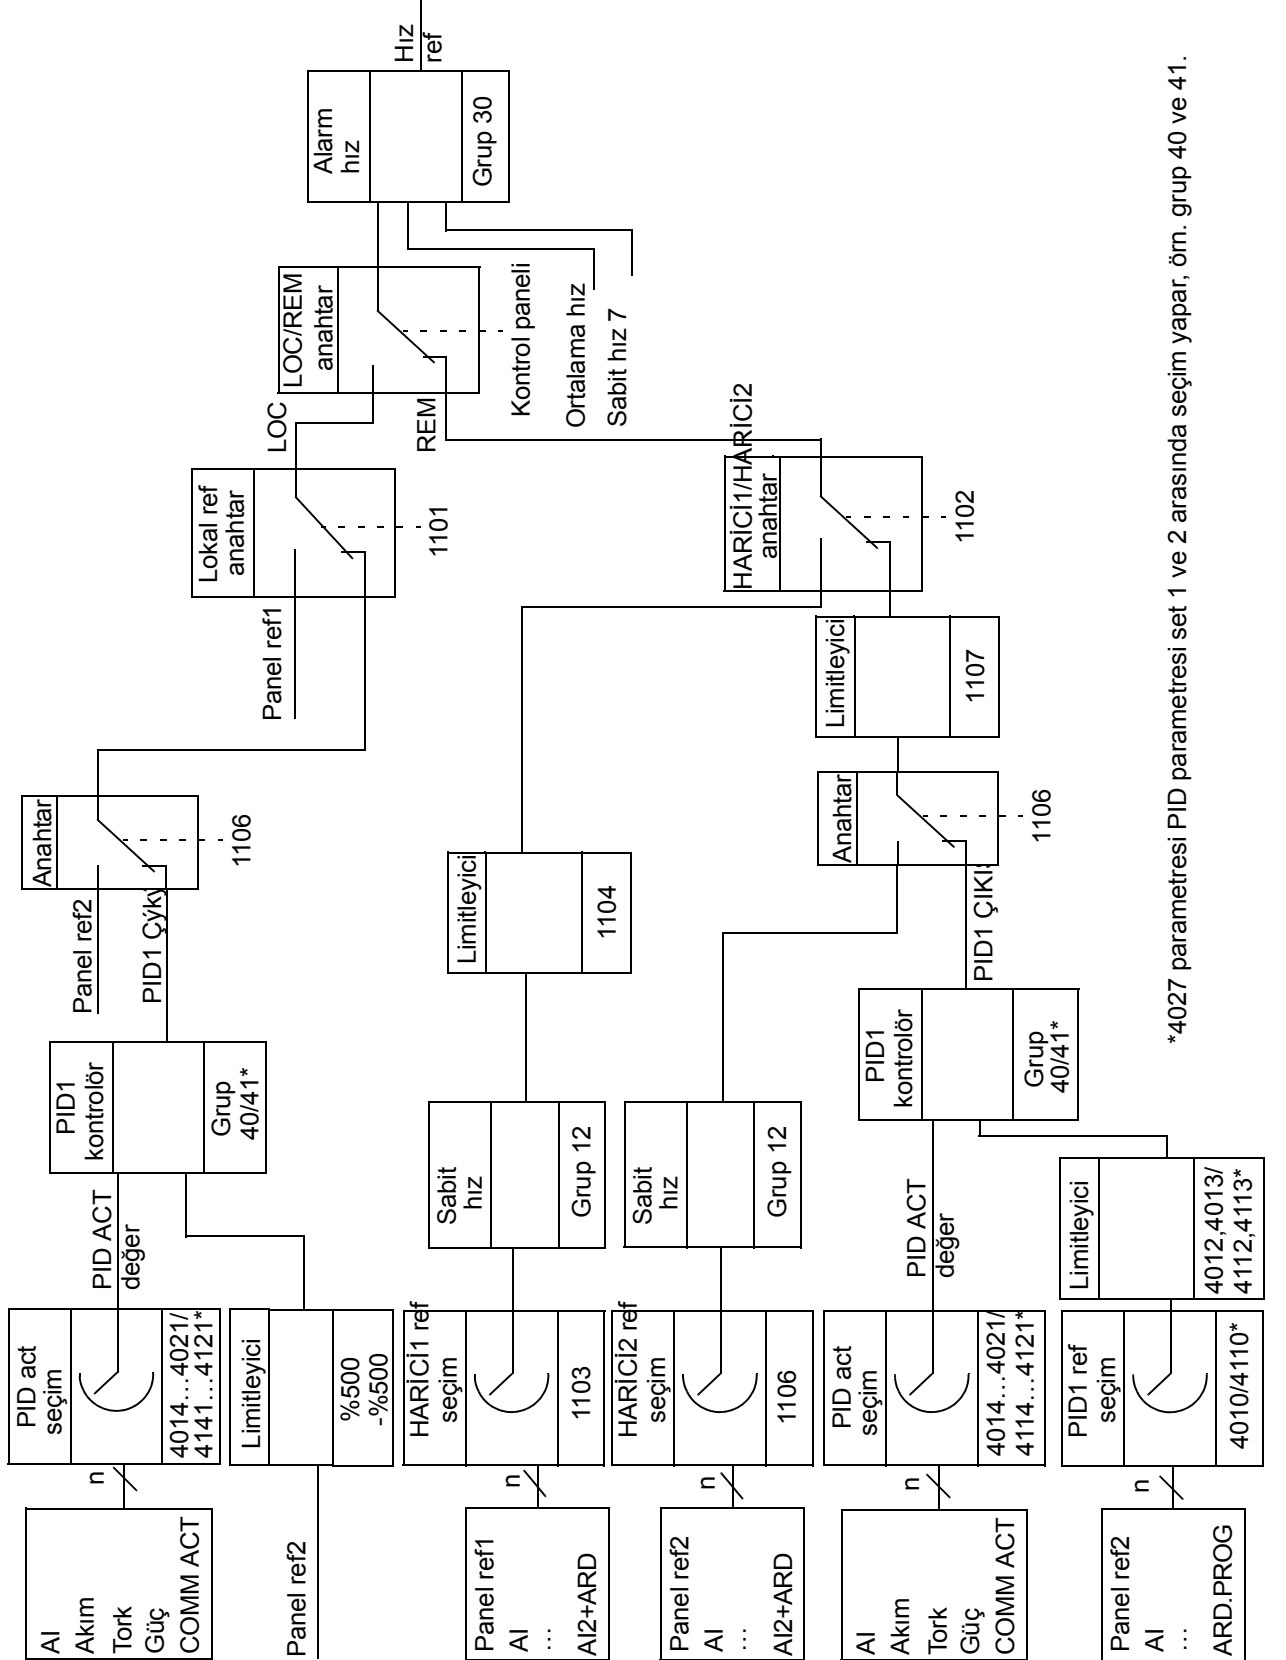 AI
Akım
Tork
Güç
COMM ACT
n
PID act
seçim
4014…4021/
4141…4121*
PID ACT
değer
PID1
kontrolör
Grup
40/41*
Panel ref2
PID1 Çýký
Anahtar
1106
Panel ref2
Limitleyici
%500
-%500
Panel ref1
Lokal ref
anahtar
1101
LOC
REM
LOC/REM
anahtar
Kontrol paneli
Ortalama hız
Sabit hız 7
Alarm
hız
Grup 30
Hız
ref
Panel ref1
AI
…
AI2+ARD
n
HARİCİ1 ref
seçim
1103
Sabit
hız
Grup 12
Limitleyici
1104
HARİCİ1/HARİCİ2
anahtar
1102
Panel ref2
AI
…
AI2+ARD
n
HARİCİ2 ref
seçim
1106
Sabit
hız
Grup 12
Anahtar
1106
Limitleyici
1107
AI
Akım
Tork
Güç
COMM ACT
n
PID act
seçim
4014…4021/
4114…4121*
PID ACT
değer
PID1
kontrolör
Grup
40/41*
PID1 ÇIKIŞ
Panel ref2
AI
…
ARD.PROG
n
PID1 ref
seçim
4010/4110*
Limitleyici
4012,4013/
4112,4113*
*4027 parametresi PID parametresi set 1 ve 2 arasında seçim yapar, örn. grup 40 ve 41.